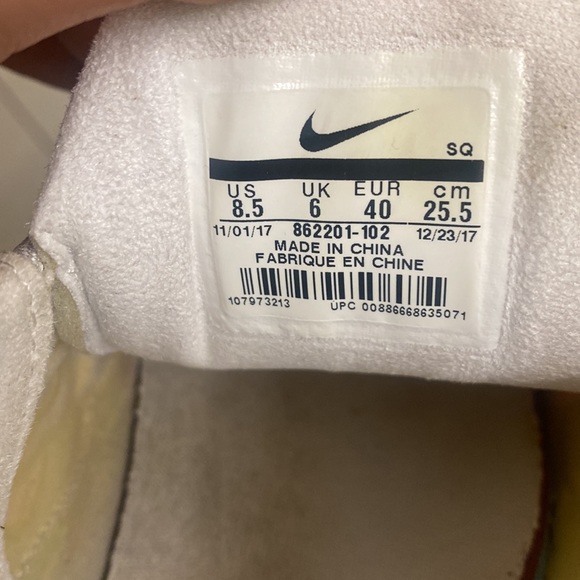 SQ
US UK EUR cm
8.5 6 40 25.5
11/01/17 862201-102 12/23/17
MADE IN CHINA
FABRIQUE EN CHINE
107973213 UPC 00886668635071